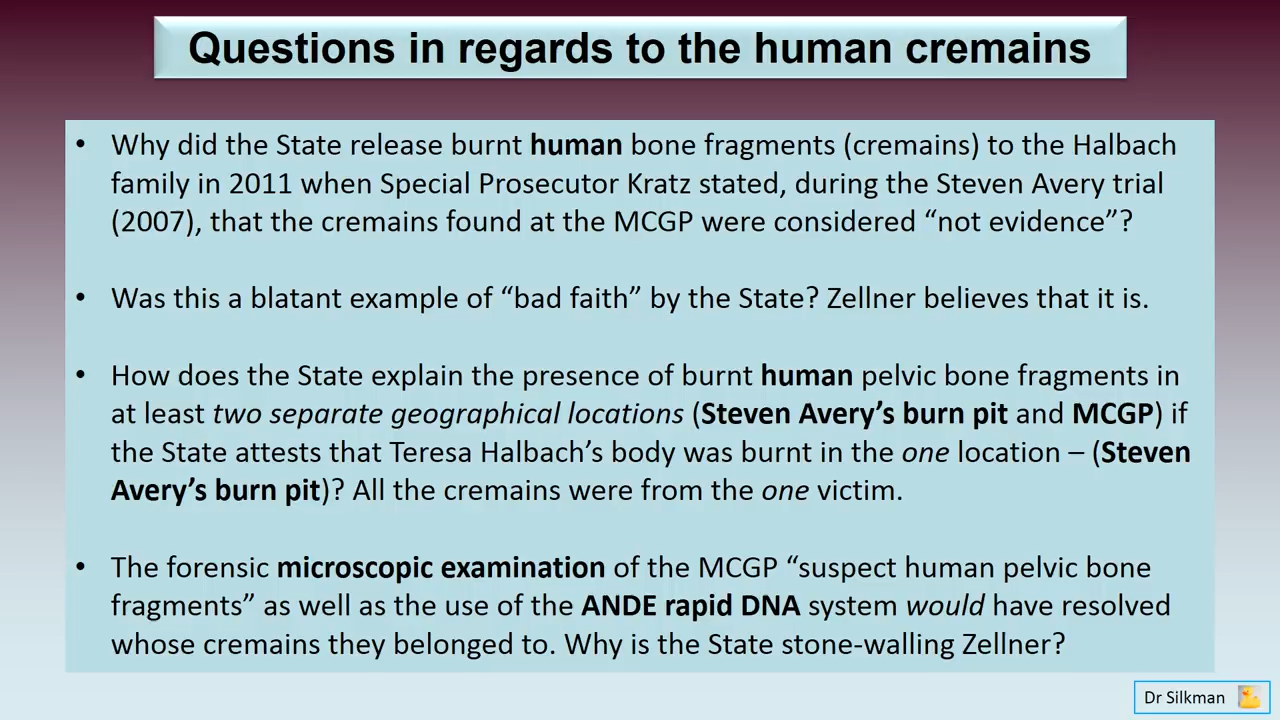 Questions in regards to the human cremains
• Why did the State release burnt human bone fragments (cremains) to the Halbach
family in 2011 when Special Prosecutor Kratz stated, during the Steven Avery trial
(2007), that the cremains found at the MCGP were considered “not evidence”?
• Was this a blatant example of “bad faith” by the State? Zellner believes that it is.
• How does the State explain the presence of burnt human pelvic bone fragments in
at least two separate geographical locations (Steven Avery’s burn pit and MCGP) if
the State attests that Teresa Halbach’s body was burnt in the one location – (Steven
Avery’s burn pit)? All the cremains were from the one victim.
• The forensic microscopic examination of the MCGP “suspect human pelvic bone
fragments” as well as the use of the ANDE rapid DNA system would have resolved
whose cremains they belonged to. Why is the State stone-walling Zellner?
Dr Silkman